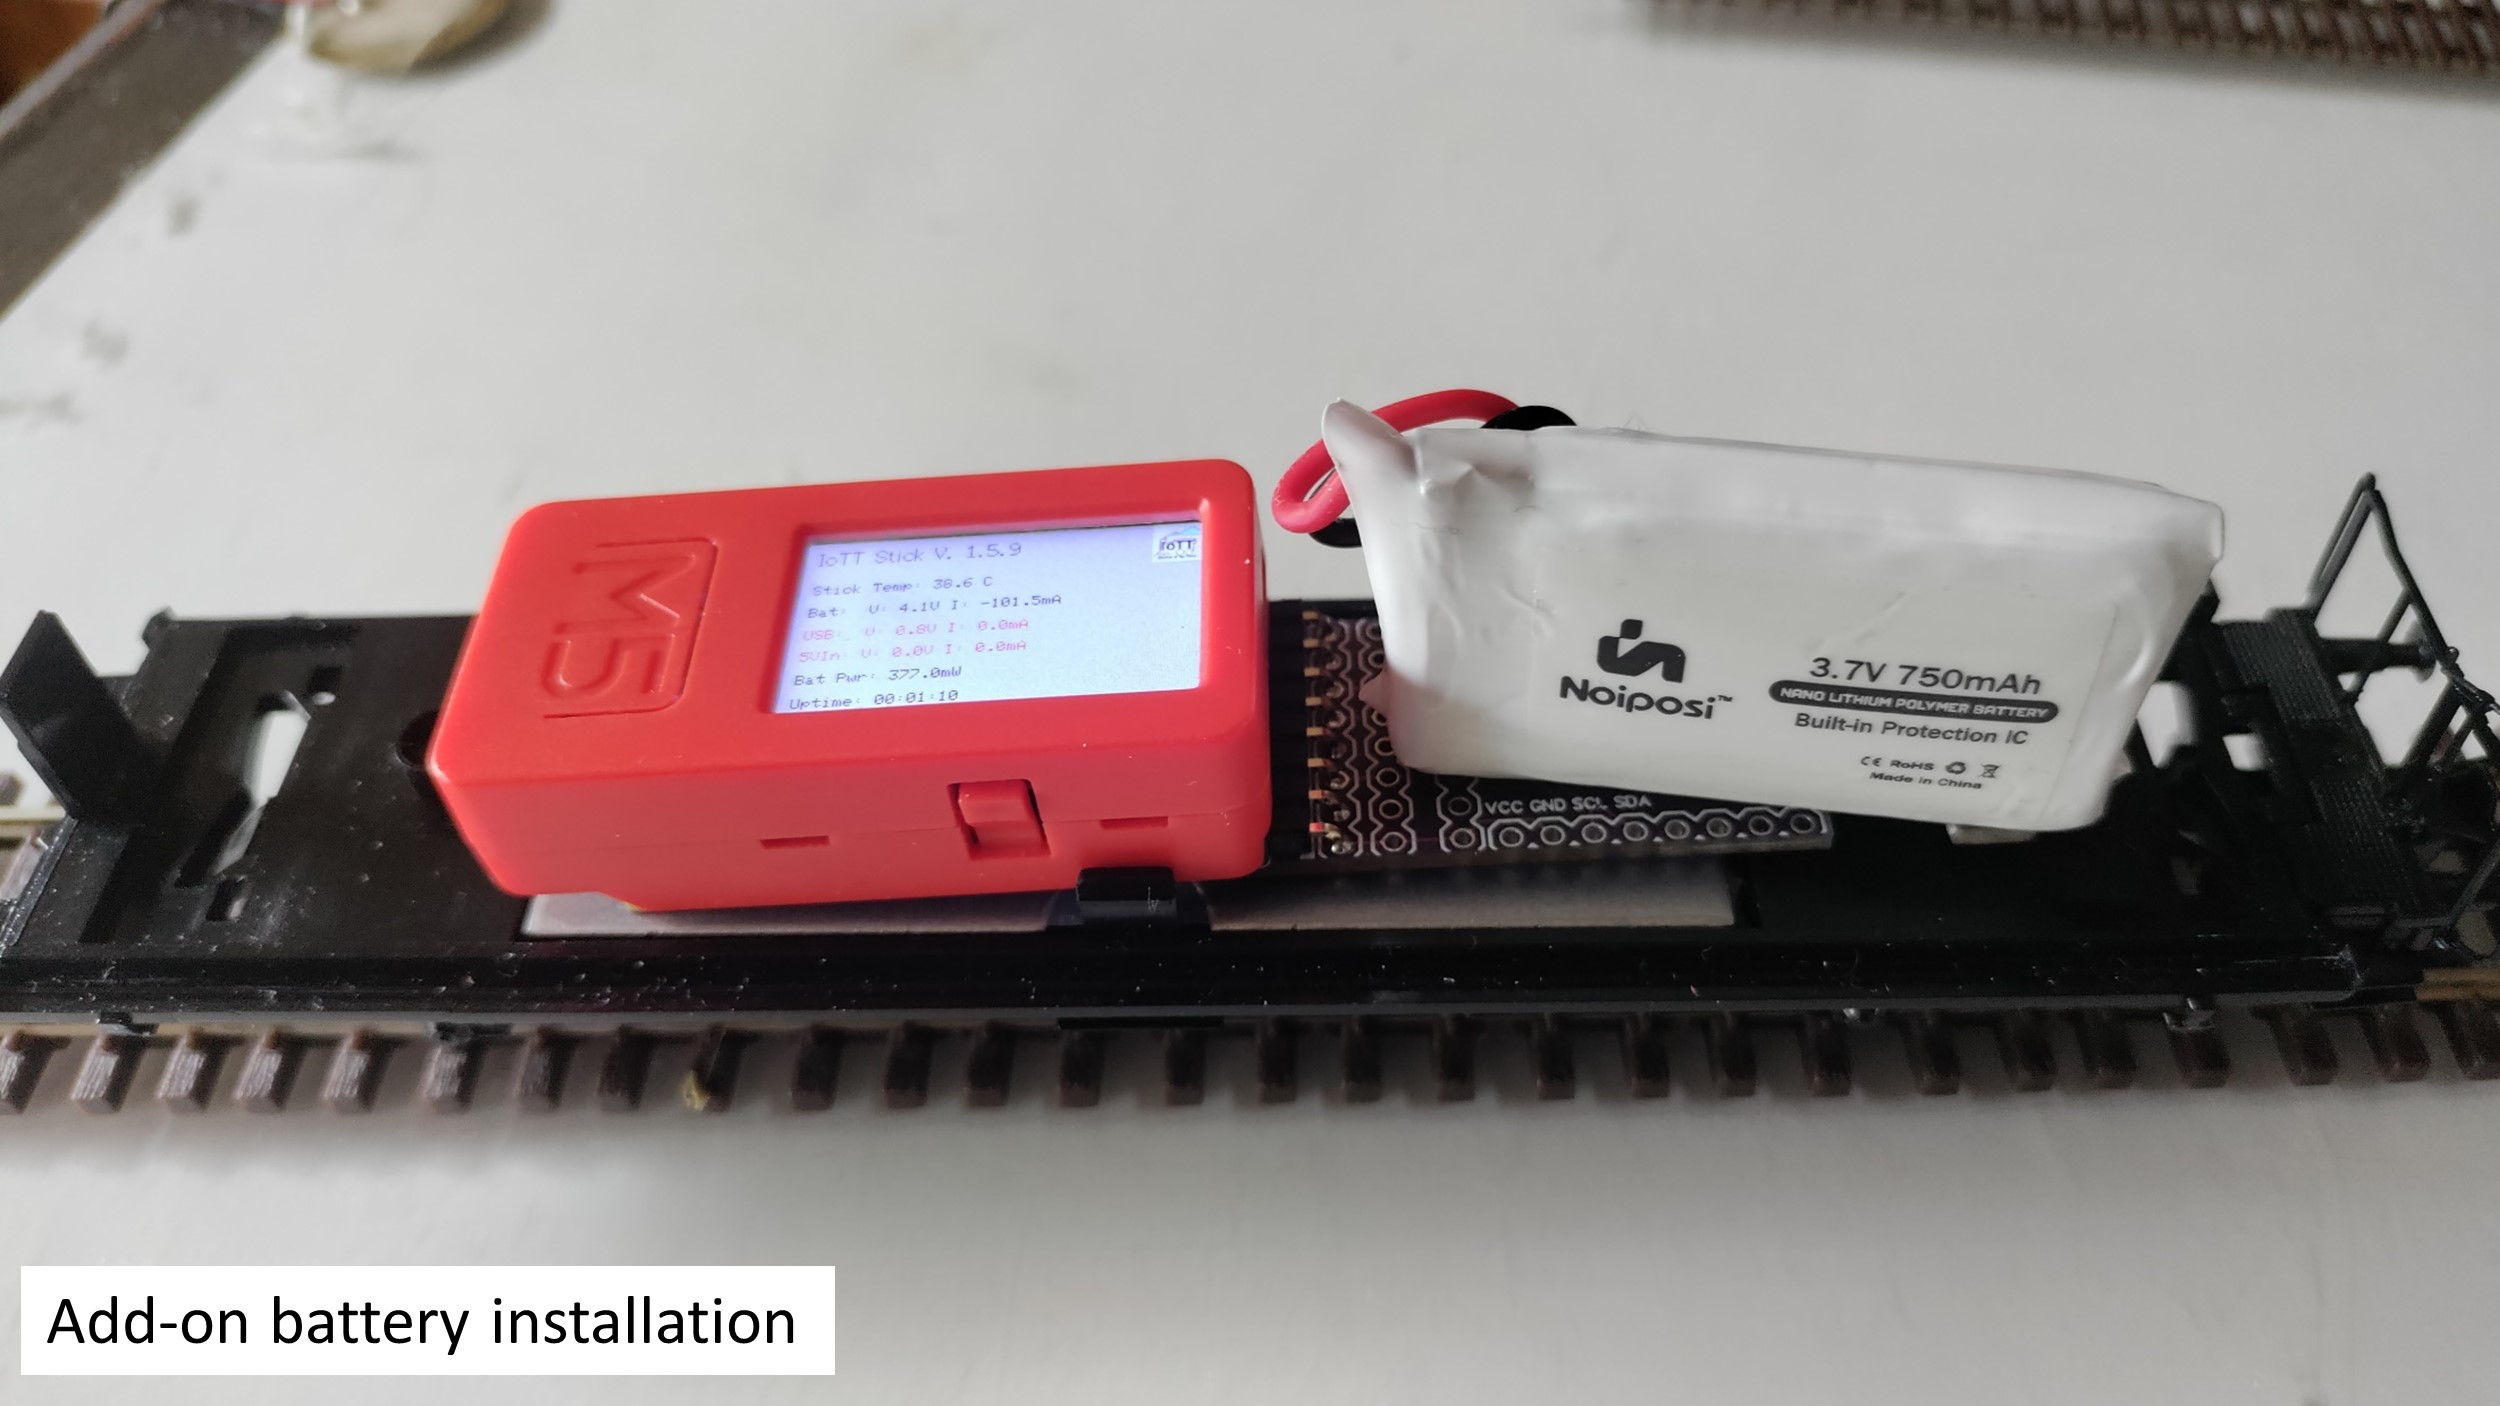 M5
IoTT Stick V. 1.5.9
IoTT
Stick Temp: 38.6 C
Bat: V: 4.1V I: -101.5mA
USB: V: 0.8V I: 0.0mA
5VIn: V: 0.0V I: 0.0mA
Bat Pwr: 377.0mW
Uptime: 00:01:10
Noiposi™
3.7V 750mAh
NANO LITHIUM POLYMER BATTERY
Built-in Protection IC
CE RoHS
Made in China
VCC GND SCL SDA
Add-on battery installation